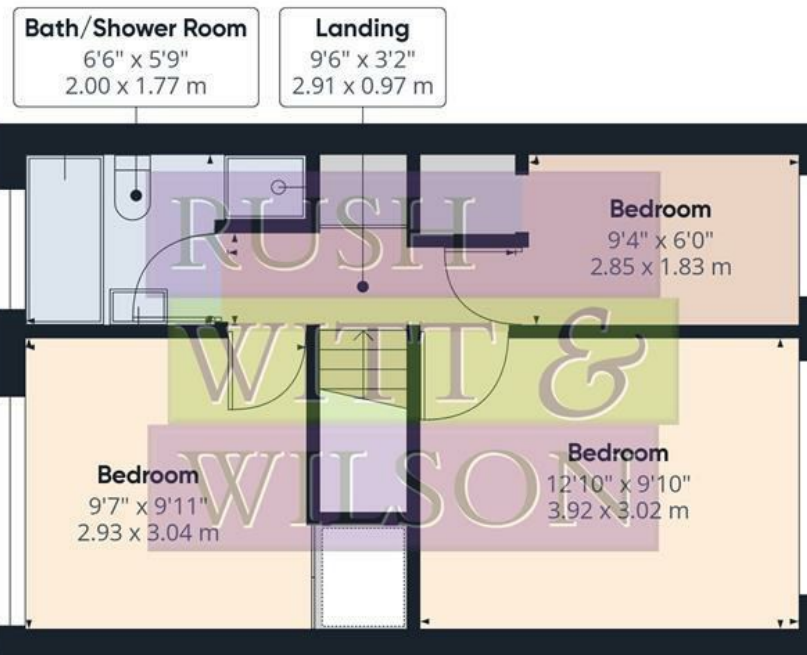 Bath/Shower Room
6'6" x 5'9"
2.00 x 1.77 m
Landing
9'6" x 3'2"
2.91 x 0.97 m
Bedroom
9'4" x 6'0"
2.85 x 1.83 m
RUSH
WITT &
WILSON
Bedroom
9'7" x 9'11"
2.93 x 3.04 m
Bedroom
12'10" x 9'10"
3.92 x 3.02 m